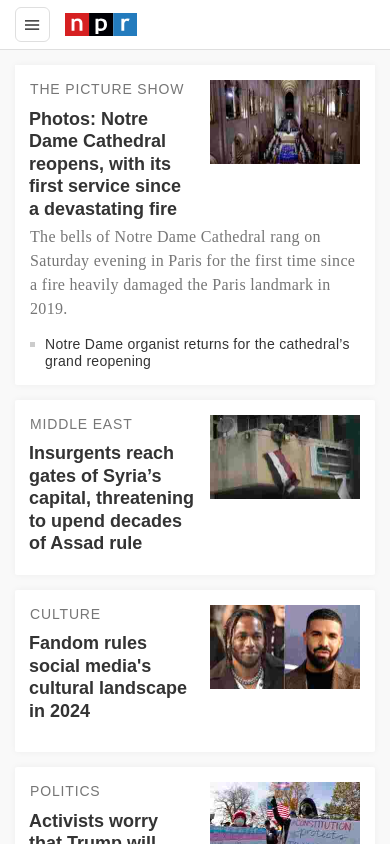 npr
THE PICTURE SHOW
Photos: Notre
Dame Cathedral
reopens, with its
first service since
a devastating fire
The bells of Notre Dame Cathedral rang on
Saturday evening in Paris for the first time since
a fire heavily damaged the Paris landmark in
2019.
Notre Dame organist returns for the cathedral’s
grand reopening
MIDDLE EAST
Insurgents reach
gates of Syria’s
capital, threatening
to upend decades
of Assad rule
CULTURE
Fandom rules
social media's
cultural landscape
in 2024
POLITICS
Activists worry
that Trump will
CONSTITUTION
protects